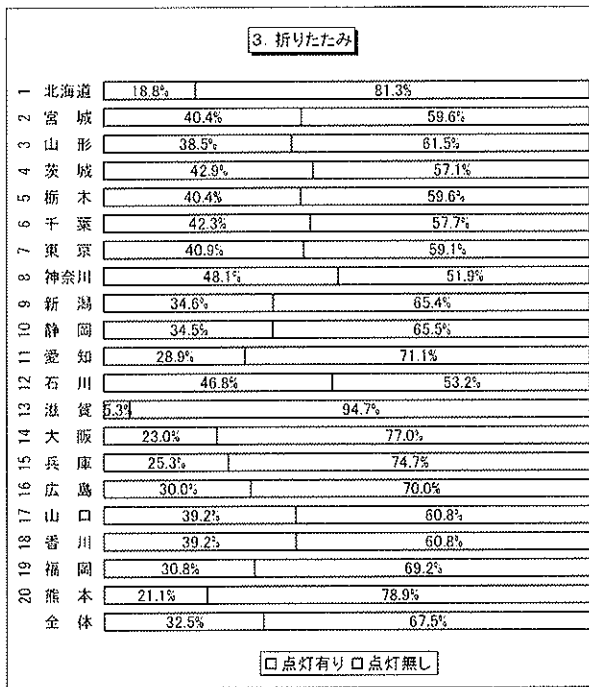 3. 折りたたみ
1 北海道 18.8% 81.3%
2 宮城 40.4% 59.6%
3 山形 38.5% 61.5%
4 茨城 42.9% 57.1%
5 栃木 40.4% 59.6%
6 千葉 42.3% 57.7%
7 東京 40.9% 59.1%
8 神奈川 48.1% 51.9%
9 新潟 34.6% 65.4%
10 静岡 34.5% 65.5%
11 愛知 28.9% 71.1%
12 石川 46.8% 53.2%
13 滋賀 5.3% 94.7%
14 大阪 23.0% 77.0%
15 兵庫 25.3% 74.7%
16 広島 30.0% 70.0%
17 山口 39.2% 60.8%
18 香川 39.2% 60.8%
19 福岡 30.8% 69.2%
20 熊本 21.1% 78.9%
全体 32.5% 67.5%
点灯有り 点灯無し